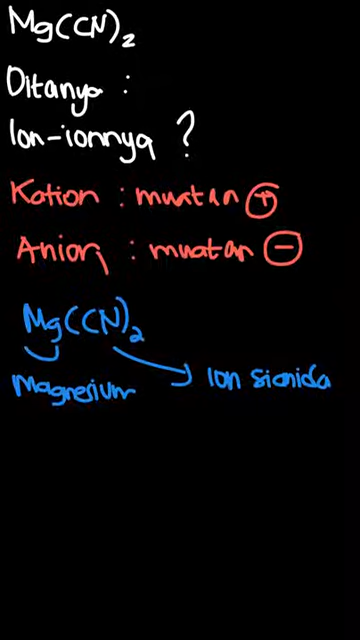 Mg(CN)₂
Ditanya :
Ion-ionnya ?
Kation : muatan ⊕
Anion : muatan ⊖
Mg(CN)₂
Magnesium
Ion sianida